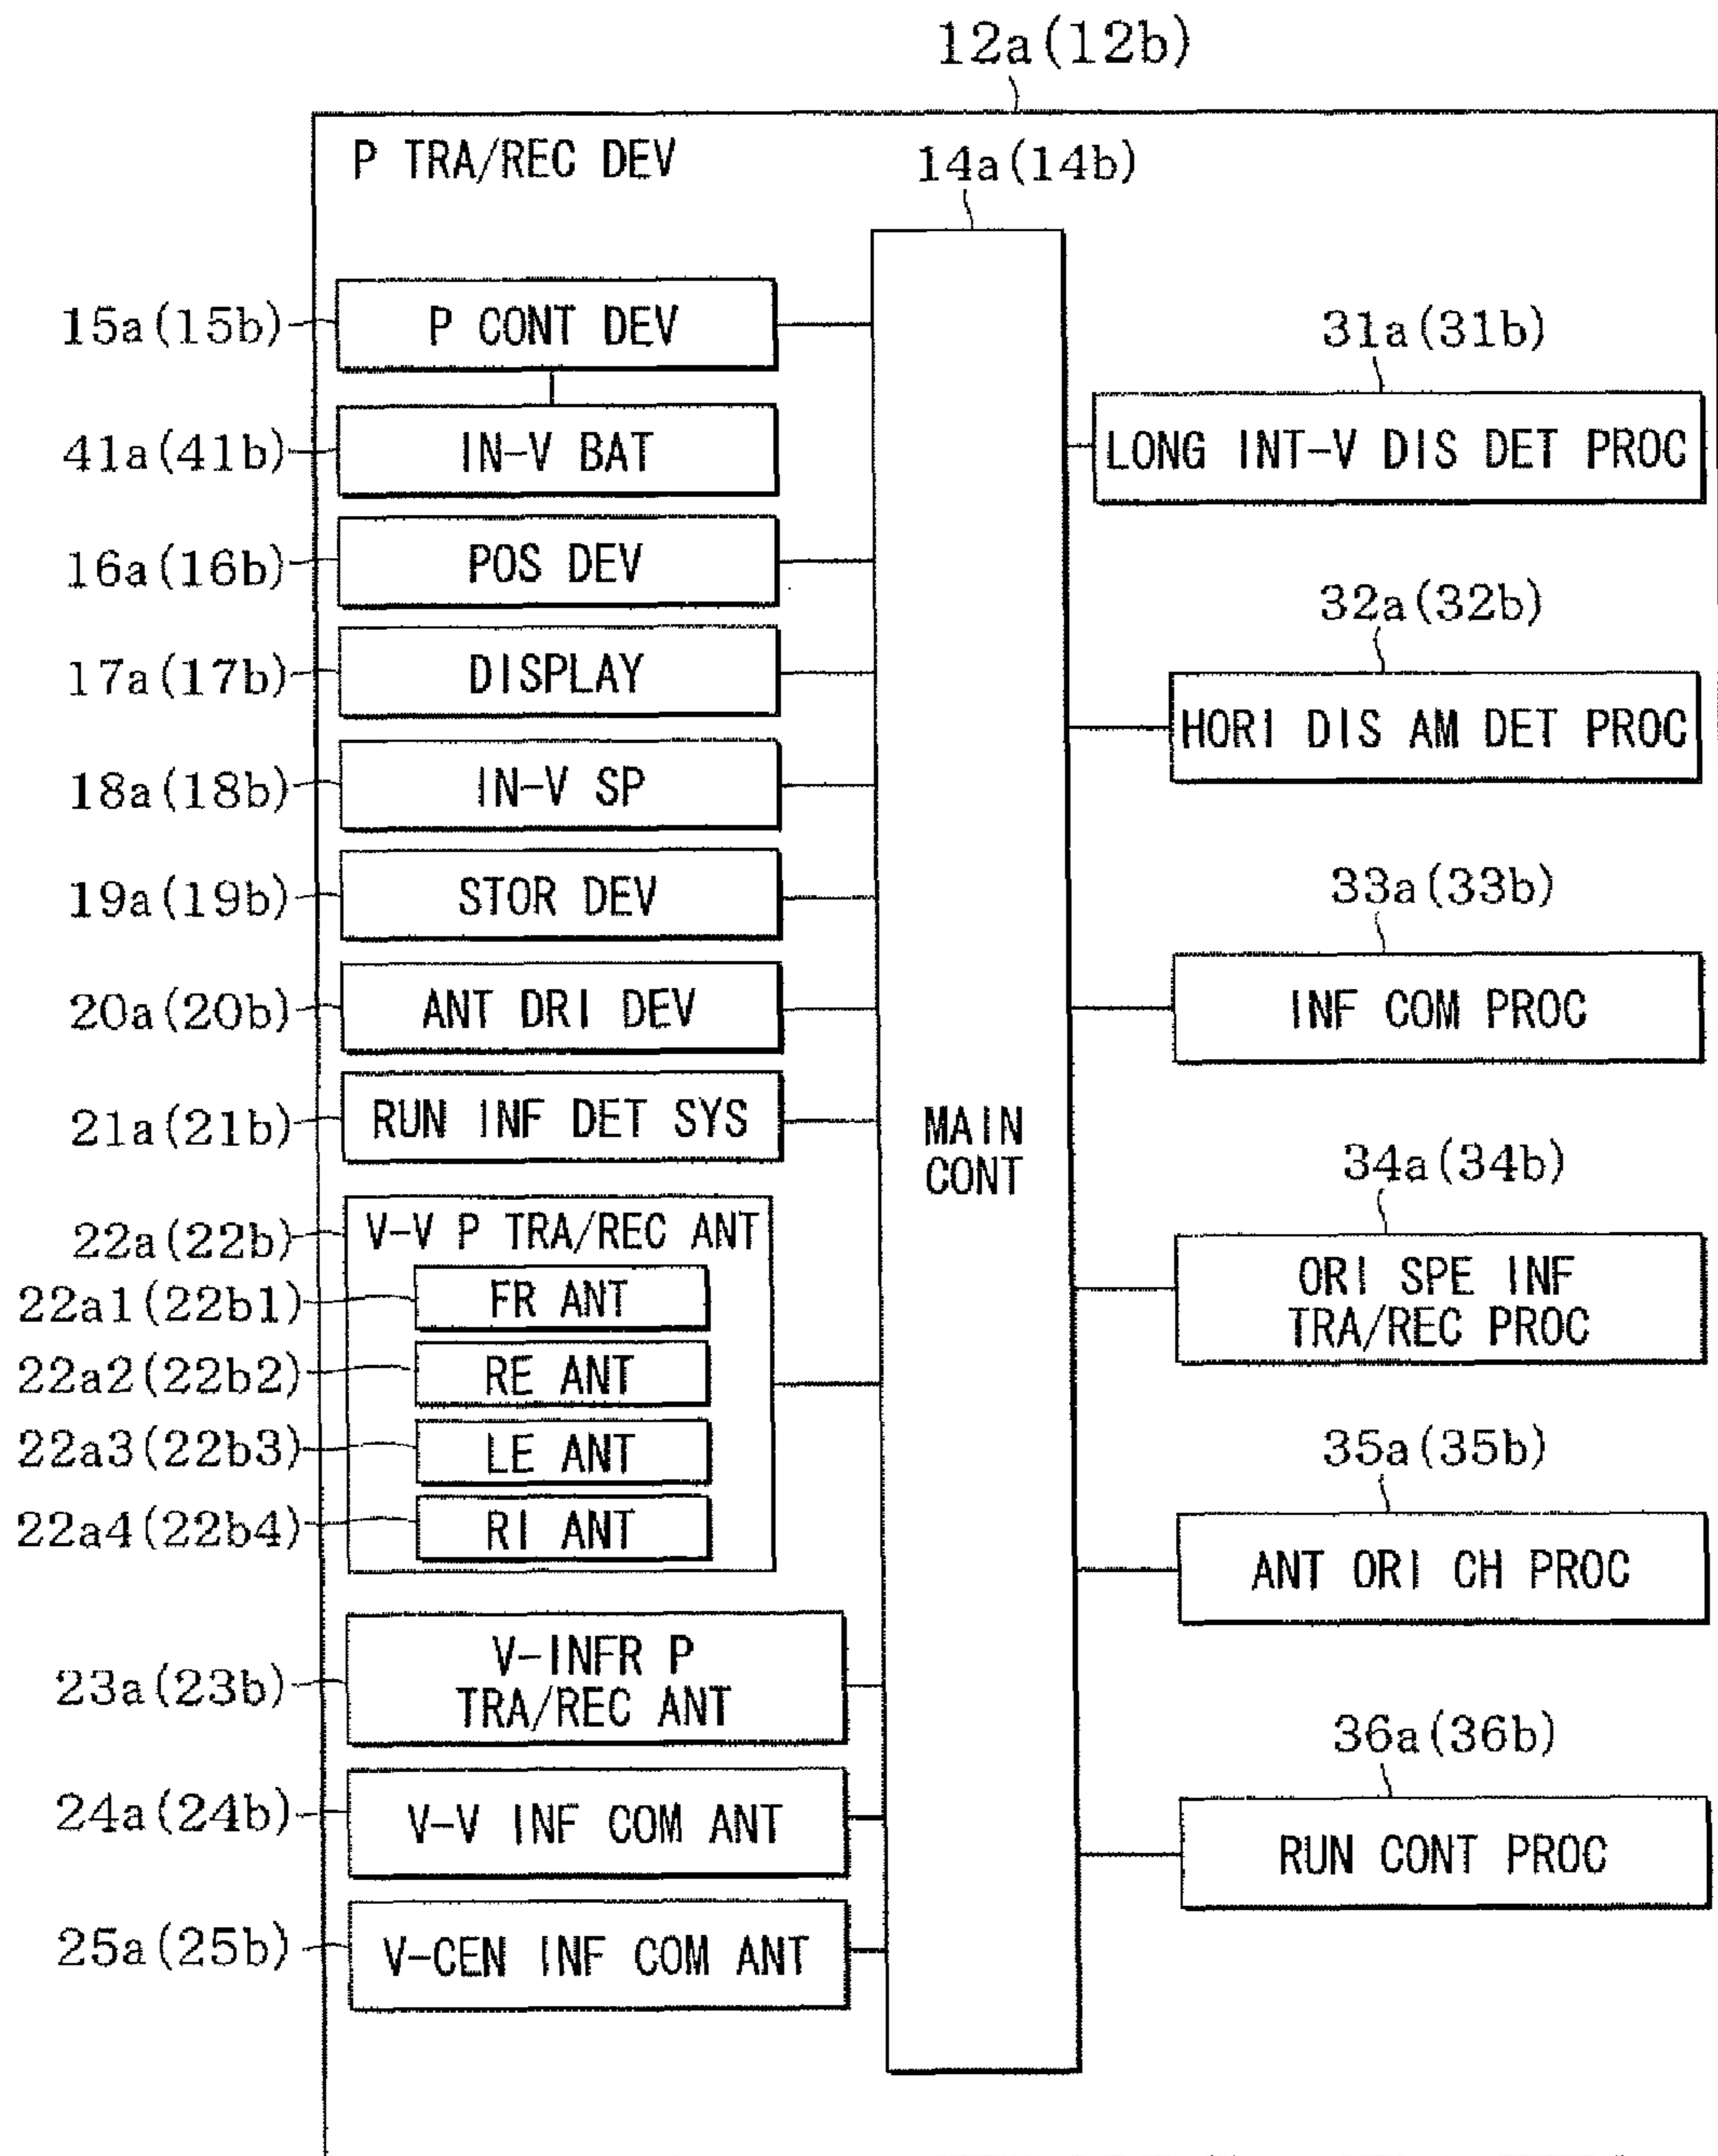 12a(12b)
P TRA/REC DEV
14a(14b)
15a(15b)
P CONT DEV
41a(41b)
IN-V BAT
16a(16b)
POS DEV
17a(17b)
DISPLAY
18a(18b)
IN-V SP
19a(19b)
STOR DEV
20a(20b)
ANT DRI DEV
21a(21b)
RUN INF DET SYS
22a(22b)
V-V P TRA/REC ANT
22a1(22b1)
FR ANT
22a2(22b2)
RE ANT
22a3(22b3)
LE ANT
22a4(22b4)
RI ANT
23a(23b)
V-INFR P
TRA/REC ANT
24a(24b)
V-V INF COM ANT
25a(25b)
V-CEN INF COM ANT
MAIN
CONT
31a(31b)
LONG INT-V DIS DET PROC
32a(32b)
HORI DIS AM DET PROC
33a(33b)
INF COM PROC
34a(34b)
ORI SPE INF
TRA/REC PROC
35a(35b)
ANT ORI CH PROC
36a(36b)
RUN CONT PROC